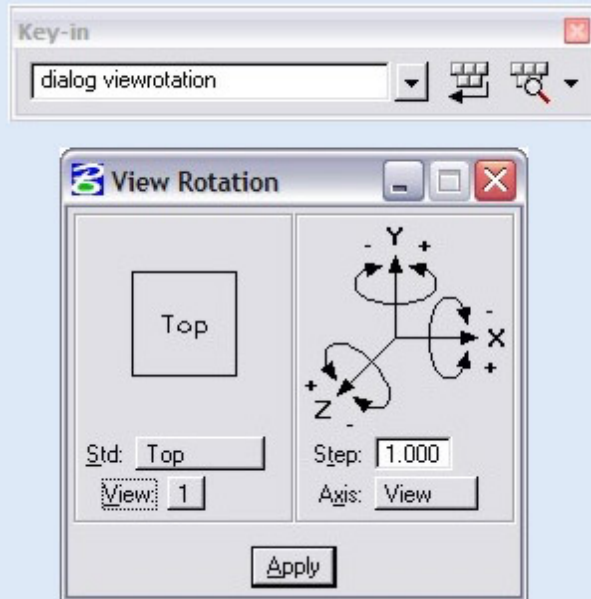 Key-in
dialog viewrotation
View Rotation
Top
- Y +
-
X
+
+
Z
-
Std: Top
View: 1
Step: 1.000
Axis: View
Apply